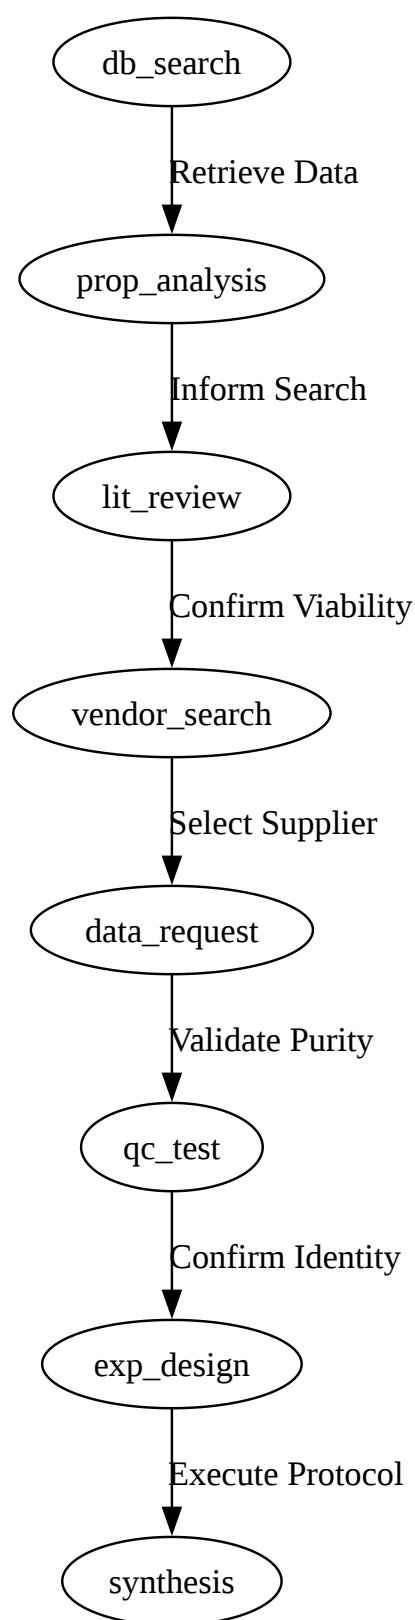 db_search
Retrieve Data
prop_analysis
Inform Search
lit_review
Confirm Viability
vendor_search
Select Supplier
data_request
Validate Purity
qc_test
Confirm Identity
exp_design
Execute Protocol
synthesis